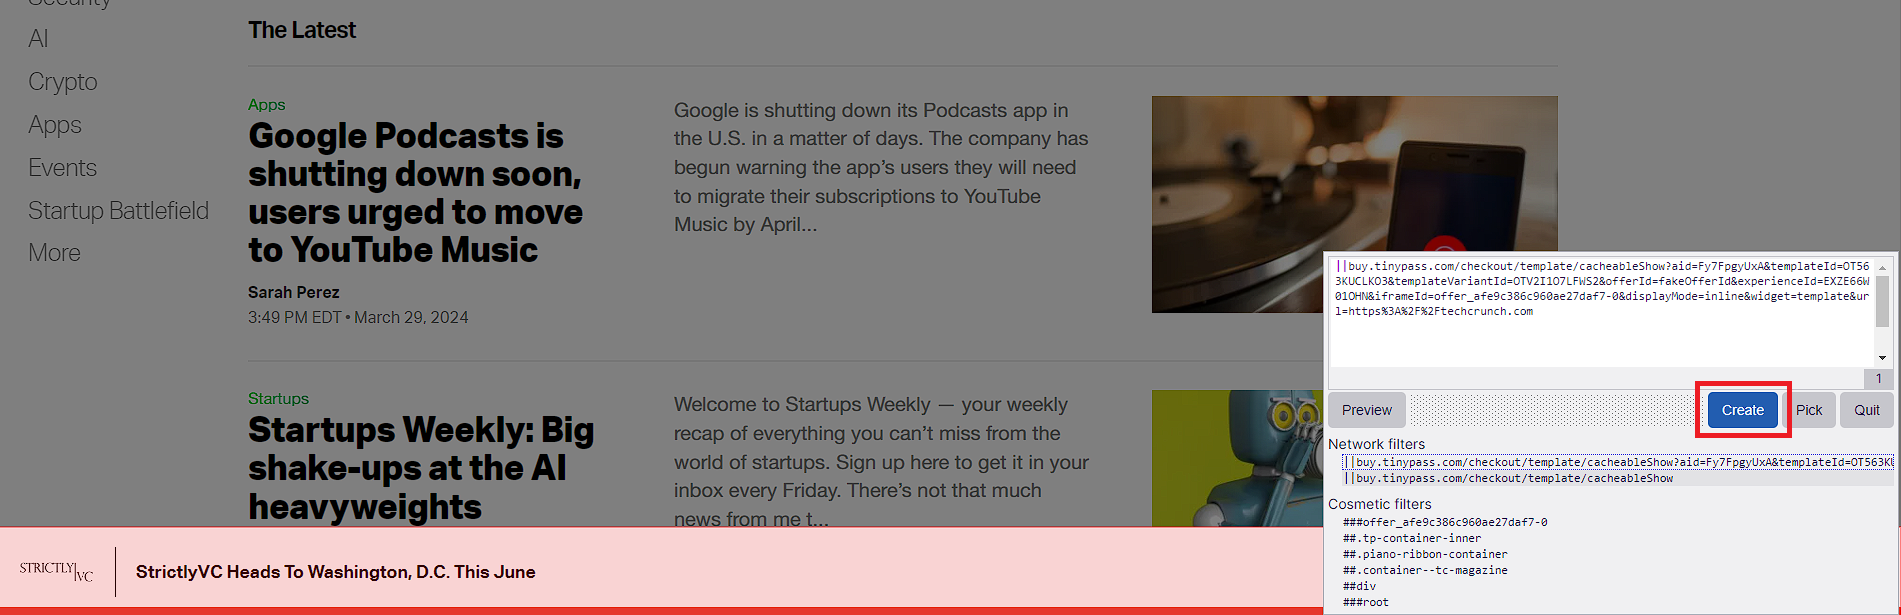 Security
AI
Crypto
Apps
Events
Startup Battlefield
More
The Latest
Apps
Google Podcasts is
shutting down soon,
users urged to move
to YouTube Music
Sarah Perez
3:49 PM EDT • March 29, 2024
Google is shutting down its Podcasts app in
the U.S. in a matter of days. The company has
begun warning the app’s users they will need
to migrate their subscriptions to YouTube
Music by April...
Startups
Startups Weekly: Big
shake-ups at the AI
heavyweights
Welcome to Startups Weekly — your weekly
recap of everything you can’t miss from the
world of startups. Sign up here to get it in your
inbox every Friday. There’s not that much
news from me t...
STRICTLY|VC
StrictlyVC Heads To Washington, D.C. This June
||buy.tinypass.com/checkout/template/cacheableShow?aid=Fy7FpgyUxA&templateId=OT56
3KUCLKO3&templateVariantId=OTV2I1O7LFWS2&offerId=fakeOfferId&experienceId=EXZE66W
01OHN&iframeId=offer_afe9c386c960ae27daf7-0&displayMode=inline&widget=template&ur
l=https%3A%2F%2Ftechcrunch.com
1
Preview
Create
Pick
Quit
Network filters
||buy.tinypass.com/checkout/template/cacheableShow?aid=Fy7FpgyUxA&templateId=OT563KU
||buy.tinypass.com/checkout/template/cacheableShow
Cosmetic filters
###offer_afe9c386c960ae27daf7-0
##.tp-container-inner
##.piano-ribbon-container
##.container--tc-magazine
##div
###root